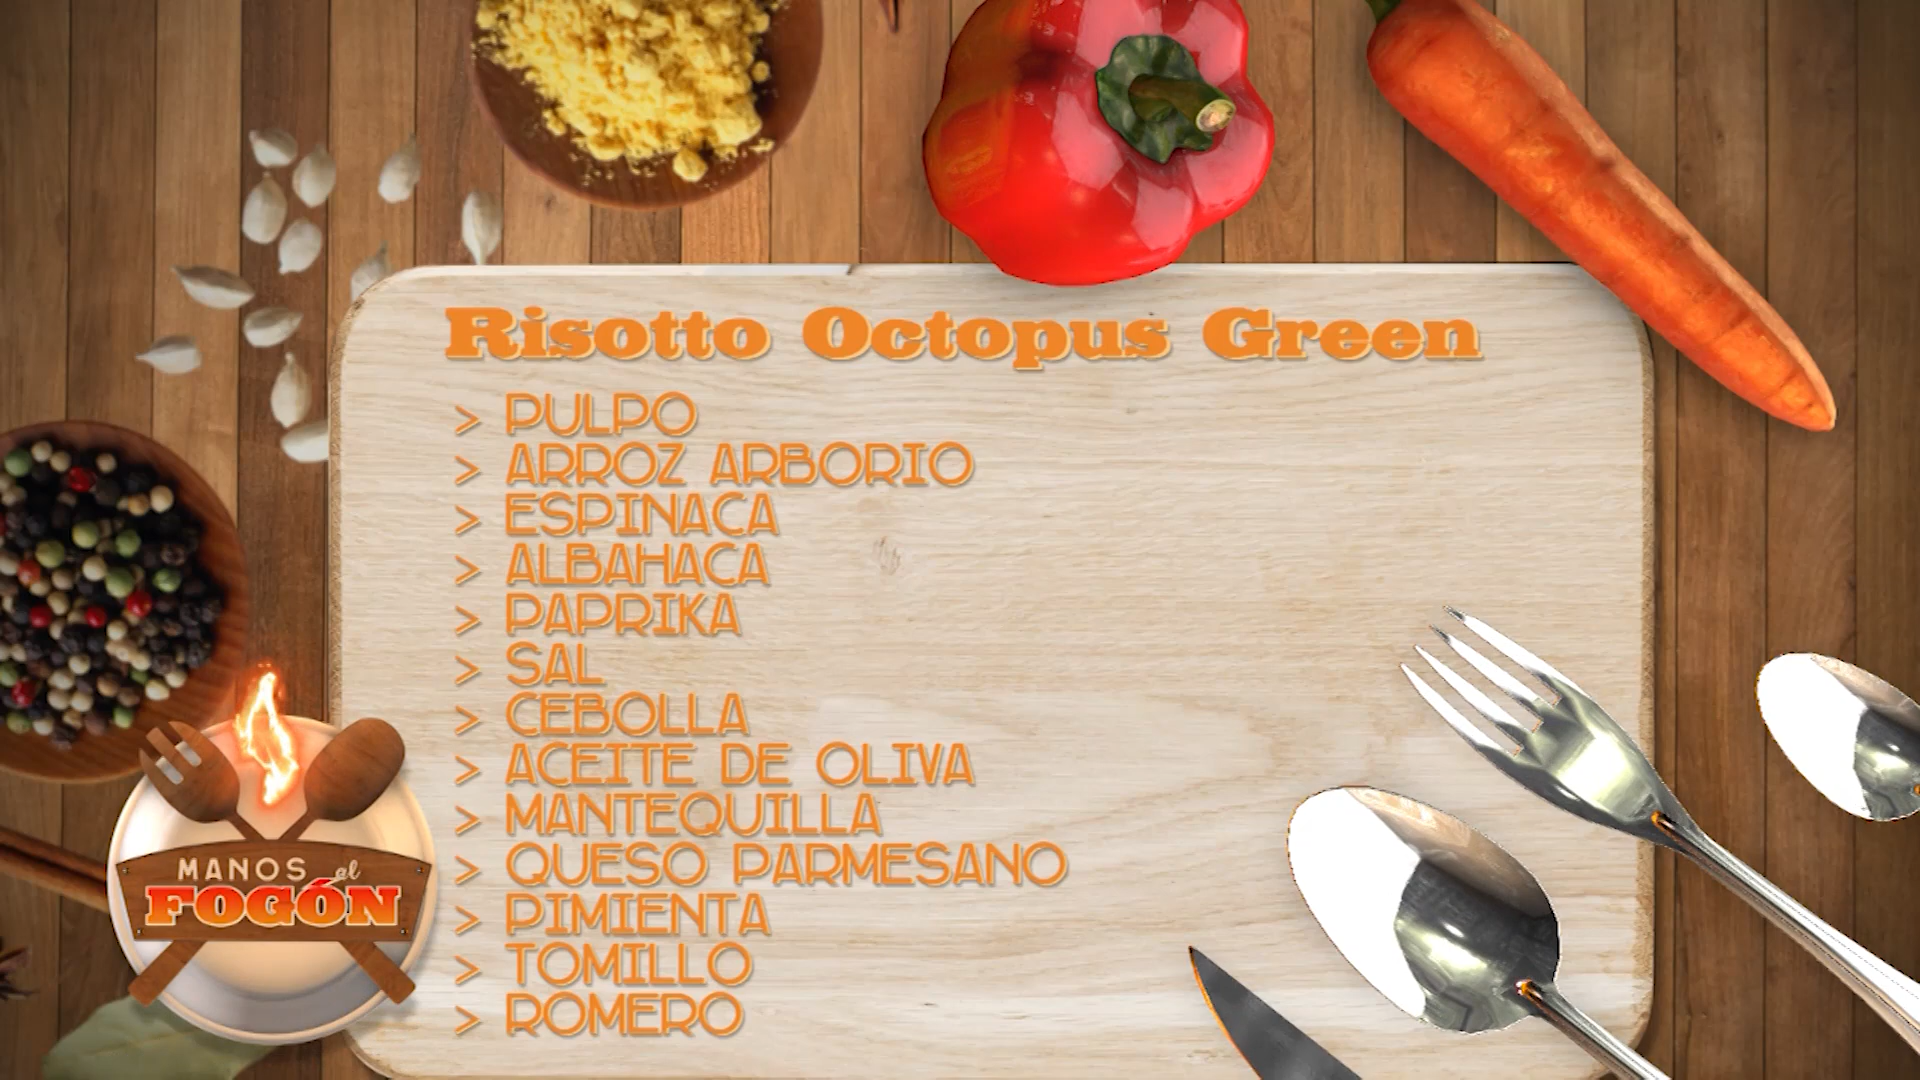 Risotto Octopus Green
> PULPO
> ARROZ ARBORIO
> ESPINACA
> ALBAHACA
> PAPRIKA
> SAL
> CEBOLLA
> ACEITE DE OLIVA
> MANTEQUILLA
> QUESO PARMESANO
> PIMIENTA
> TOMILLO
> ROMERO
MANOS al
FOGÓN